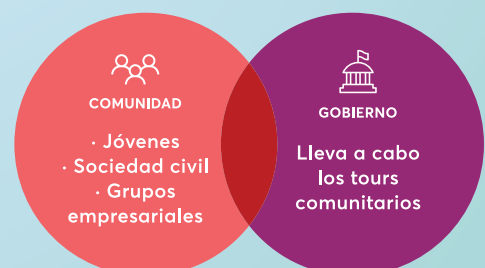 COMUNIDAD
· Jóvenes
· Sociedad civil
· Grupos
empresariales
GOBIERNO
Lleva a cabo
los tours
comunitarios